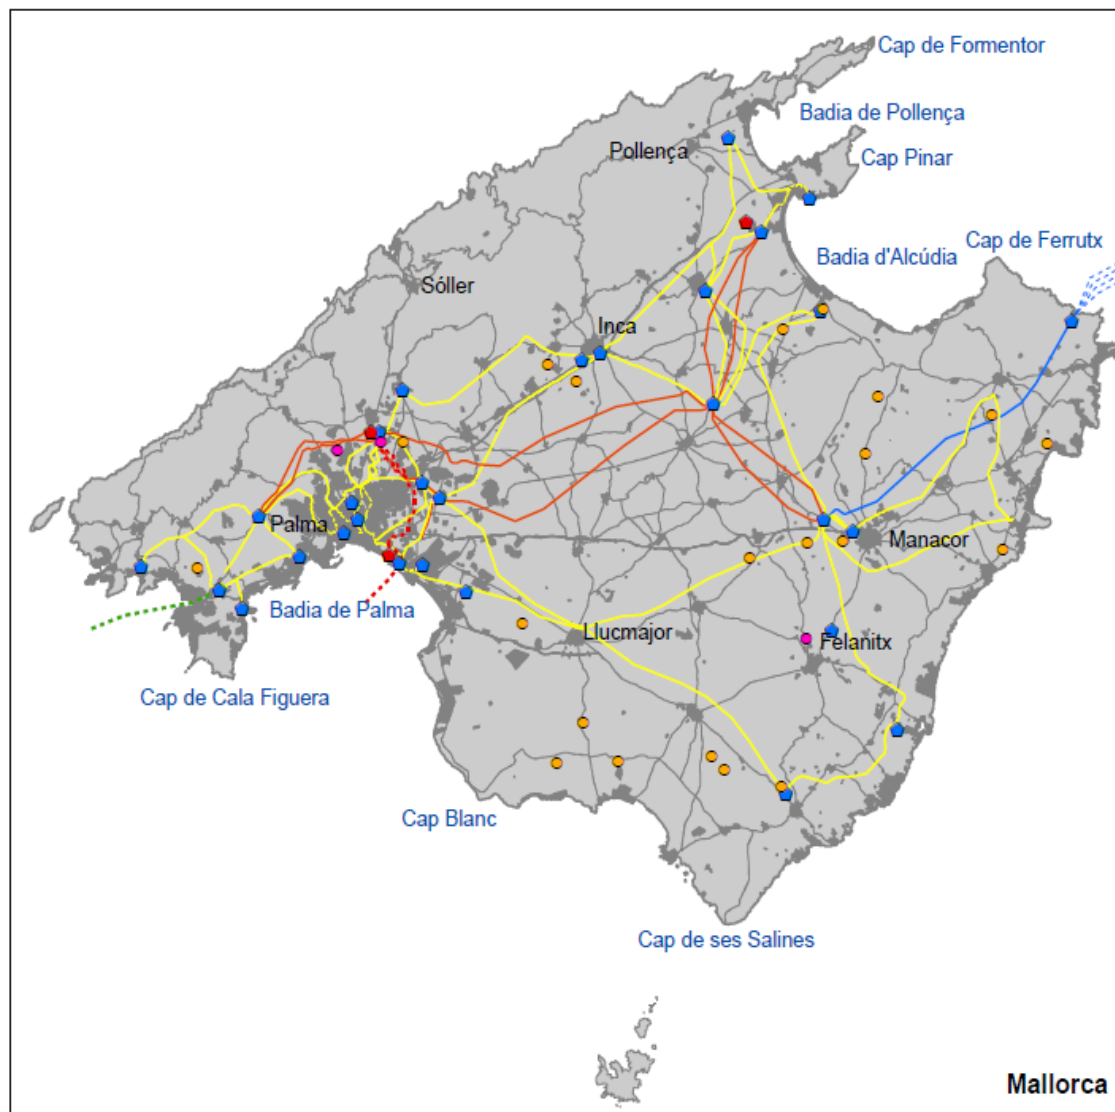 Cap de Formentor
Badia de Pollença
Pollença
Cap Pinar
Cap de Ferrutx
Badia d'Alcúdia
Sóller
Inca
Palma
Manacor
Badia de Palma
Llucmajor
Felanitx
Cap de Cala Figuera
Cap Blanc
Cap de ses Salines
Mallorca